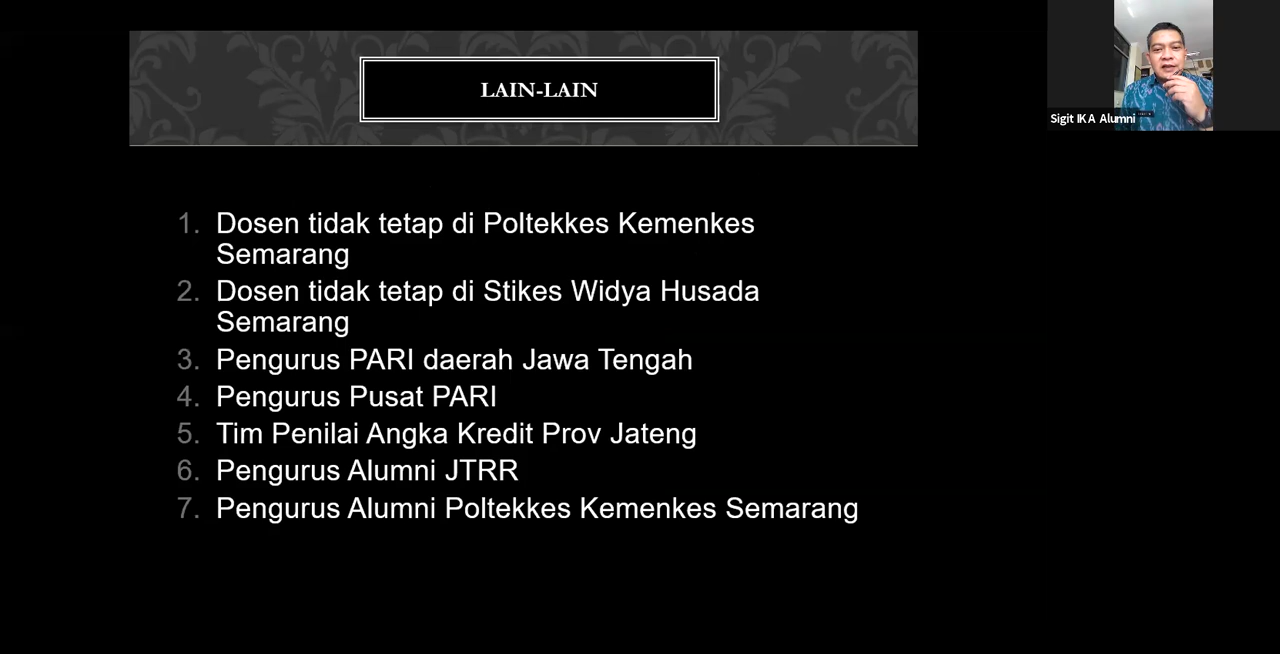 LAIN-LAIN
Sigit IKA Alumni
1. Dosen tidak tetap di Poltekkes Kemenkes
Semarang
2. Dosen tidak tetap di Stikes Widya Husada
Semarang
3. Pengurus PARI daerah Jawa Tengah
4. Pengurus Pusat PARI
5. Tim Penilai Angka Kredit Prov Jateng
6. Pengurus Alumni JTRR
7. Pengurus Alumni Poltekkes Kemenkes Semarang